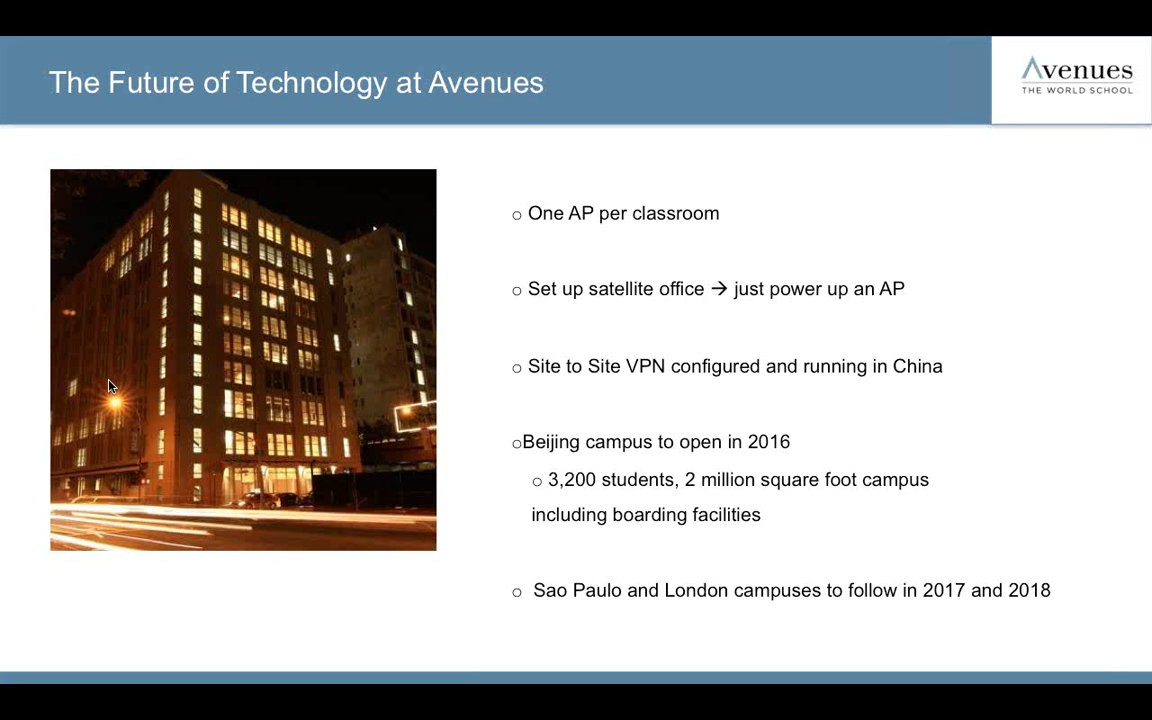 The Future of Technology at Avenues
Avenues
THE WORLD SCHOOL
○ One AP per classroom
○ Set up satellite office → just power up an AP
○ Site to Site VPN configured and running in China
○Beijing campus to open in 2016
○ 3,200 students, 2 million square foot campus
including boarding facilities
○ Sao Paulo and London campuses to follow in 2017 and 2018